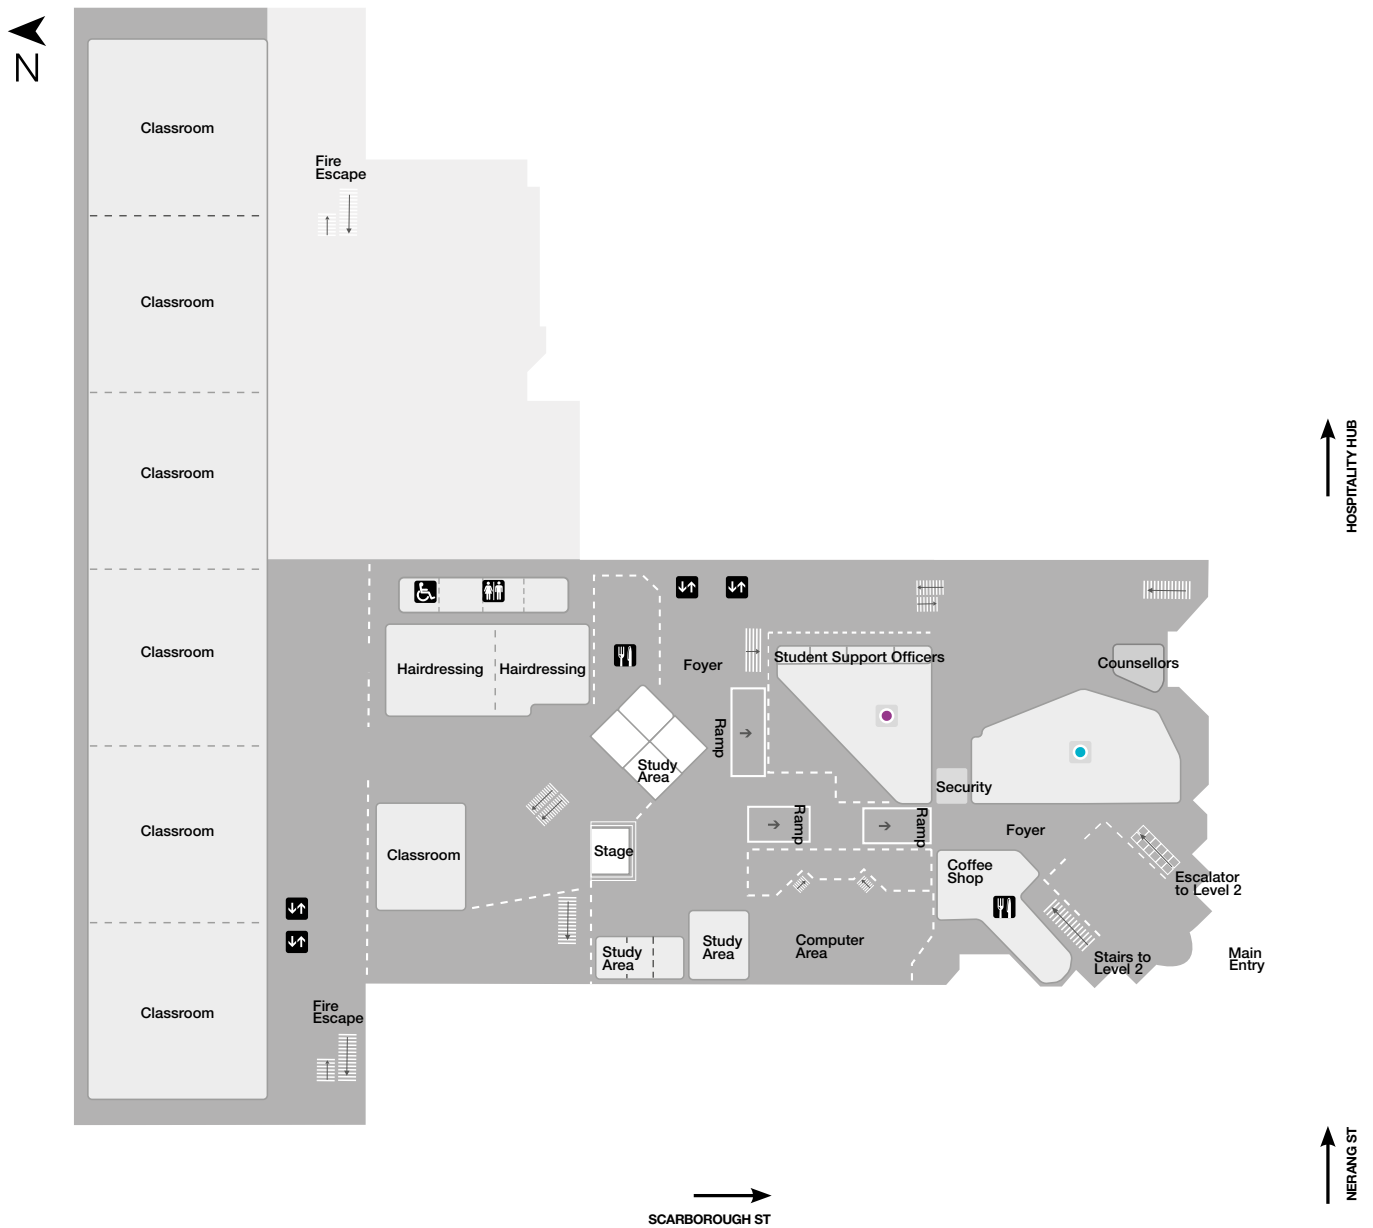 N
Classroom
Fire
Escape
Classroom
Classroom
HOSPITALITY HUB
Classroom
Hairdressing
Hairdressing
Foyer
Student Support Officers
Counsellors
Ramp
Study
Area
Security
Classroom
Classroom
Stage
Ramp
Ramp
Foyer
Coffee
Shop
Escalator
to Level 2
Study
Area
Study
Area
Computer
Area
Stairs to
Level 2
Main
Entry
Classroom
Fire
Escape
NERANG ST
SCARBOROUGH ST